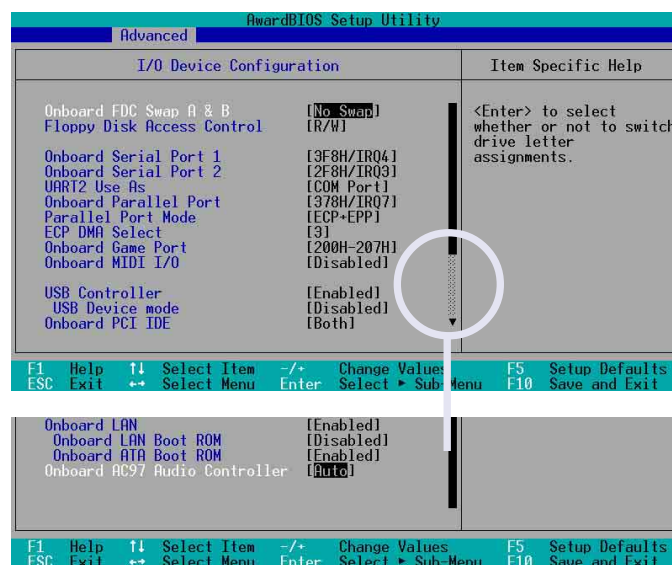 AwardBIOS Setup Utility
Advanced
I/O Device Configuration
Item Specific Help
Onboard FDC Swap A & B [No Swap]
Floppy Disk Access Control [R/W]
Onboard Serial Port 1 [3F8H/IRQ4]
Onboard Serial Port 2 [2F8H/IRQ3]
UART2 Use As [COM Port]
Onboard Parallel Port [378H/IRQ7]
Parallel Port Mode [ECP+EPP]
ECP DMA Select [3]
Onboard Game Port [200H-207H]
Onboard MIDI I/O [Disabled]
USB Controller [Enabled]
USB Device mode [Disabled]
Onboard PCI IDE [Both]
<Enter> to select
whether or not to switch
drive letter
assignments.
F1 Help ↑↓ Select Item -/+ Change Values F5 Setup Defaults
ESC Exit ←→ Select Menu Enter Select ► Sub-Menu F10 Save and Exit
Onboard LAN [Enabled]
Onboard LAN Boot ROM [Disabled]
Onboard ATA Boot ROM [Enabled]
Onboard AC97 Audio Controller [Auto]
F1 Help ↑↓ Select Item -/+ Change Values F5 Setup Defaults
ESC Exit ←→ Select Menu Enter Select ► Sub-Menu F10 Save and Exit